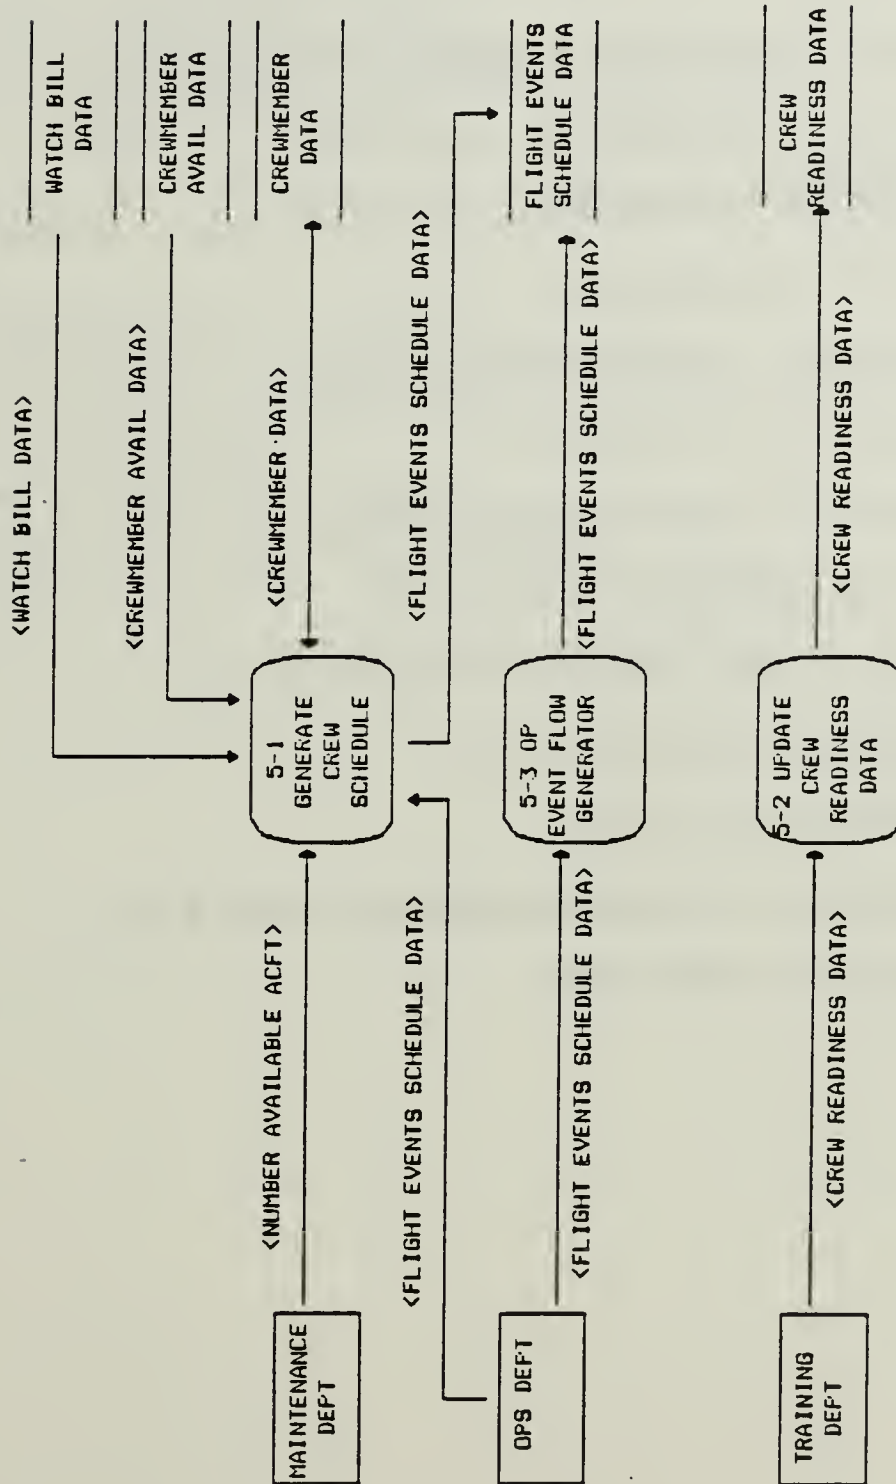 <WATCH BILL DATA>
WATCH BILL
DATA
<CREWMEMBER AVAIL DATA>
CREWMEMBER
AVAIL DATA
<CREWMEMBER DATA>
CREWMEMBER
DATA
MAINTENANCE
DEPT
<NUMBER AVAILABLE ACFT>
5-1
GENERATE
CREW
SCHEDULE
<FLIGHT EVENTS SCHEDULE DATA>
<FLIGHT EVENTS SCHEDULE DATA>
OPS DEPT
<FLIGHT EVENTS SCHEDULE DATA>
5-3 OP
EVENT FLOW
GENERATOR
<FLIGHT EVENTS SCHEDULE DATA>
FLIGHT EVENTS
SCHEDULE DATA
TRAINING
DEPT
<CREW READINESS DATA>
5-2 UPDATE
CREW
READINESS
DATA
<CREW READINESS DATA>
CREW
READINESS DATA